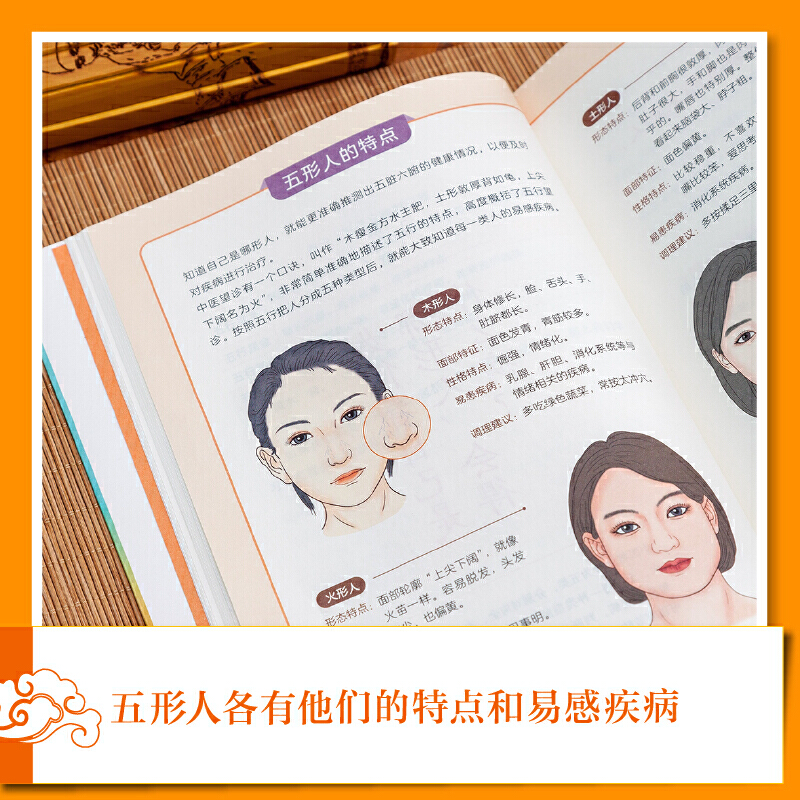 五形人的特点
知道自己是哪形人，就能更准确推测出五脏六腑的健康情况，以便及时
对疾病进行治疗。
中医望诊有一个口诀，叫作“木瘦金方水主肥，土形敦厚背如龟，上尖
下阔名为火”，非常简单准确地描述了五行的特点，高度概括了五行望
诊。按照五行把人分成五种类型后，就能大致知道每一类人的易感疾病。
木形人
形态特点：身体修长，脸、舌头、手、
肚脐都长。
面部特征：面色发青，青筋较多。
性格特点：倔强，情绪化。
易患疾病：乳腺、肝胆、消化系统等与
情绪相关的疾病。
调理建议：多吃绿色蔬菜，常按太冲穴。
火形人
形态特点：面部轮廓“上尖下阔”，就像
火苗一样。容易脱发，头发
也偏黄。
土形人
形态特点：后背和前胸很敦厚，
肚子很大，手和脚也是肉
平的。嘴唇也特别厚。整
看起来脑袋大、脖子粗。
面部特征：面色偏黄。
性格特点：比较稳重，不喜欢
嘴比较笨，爱思考
易患疾病：消化系统疾病。
调理建议：多按揉足三里
五形人各有他们的特点和易感疾病